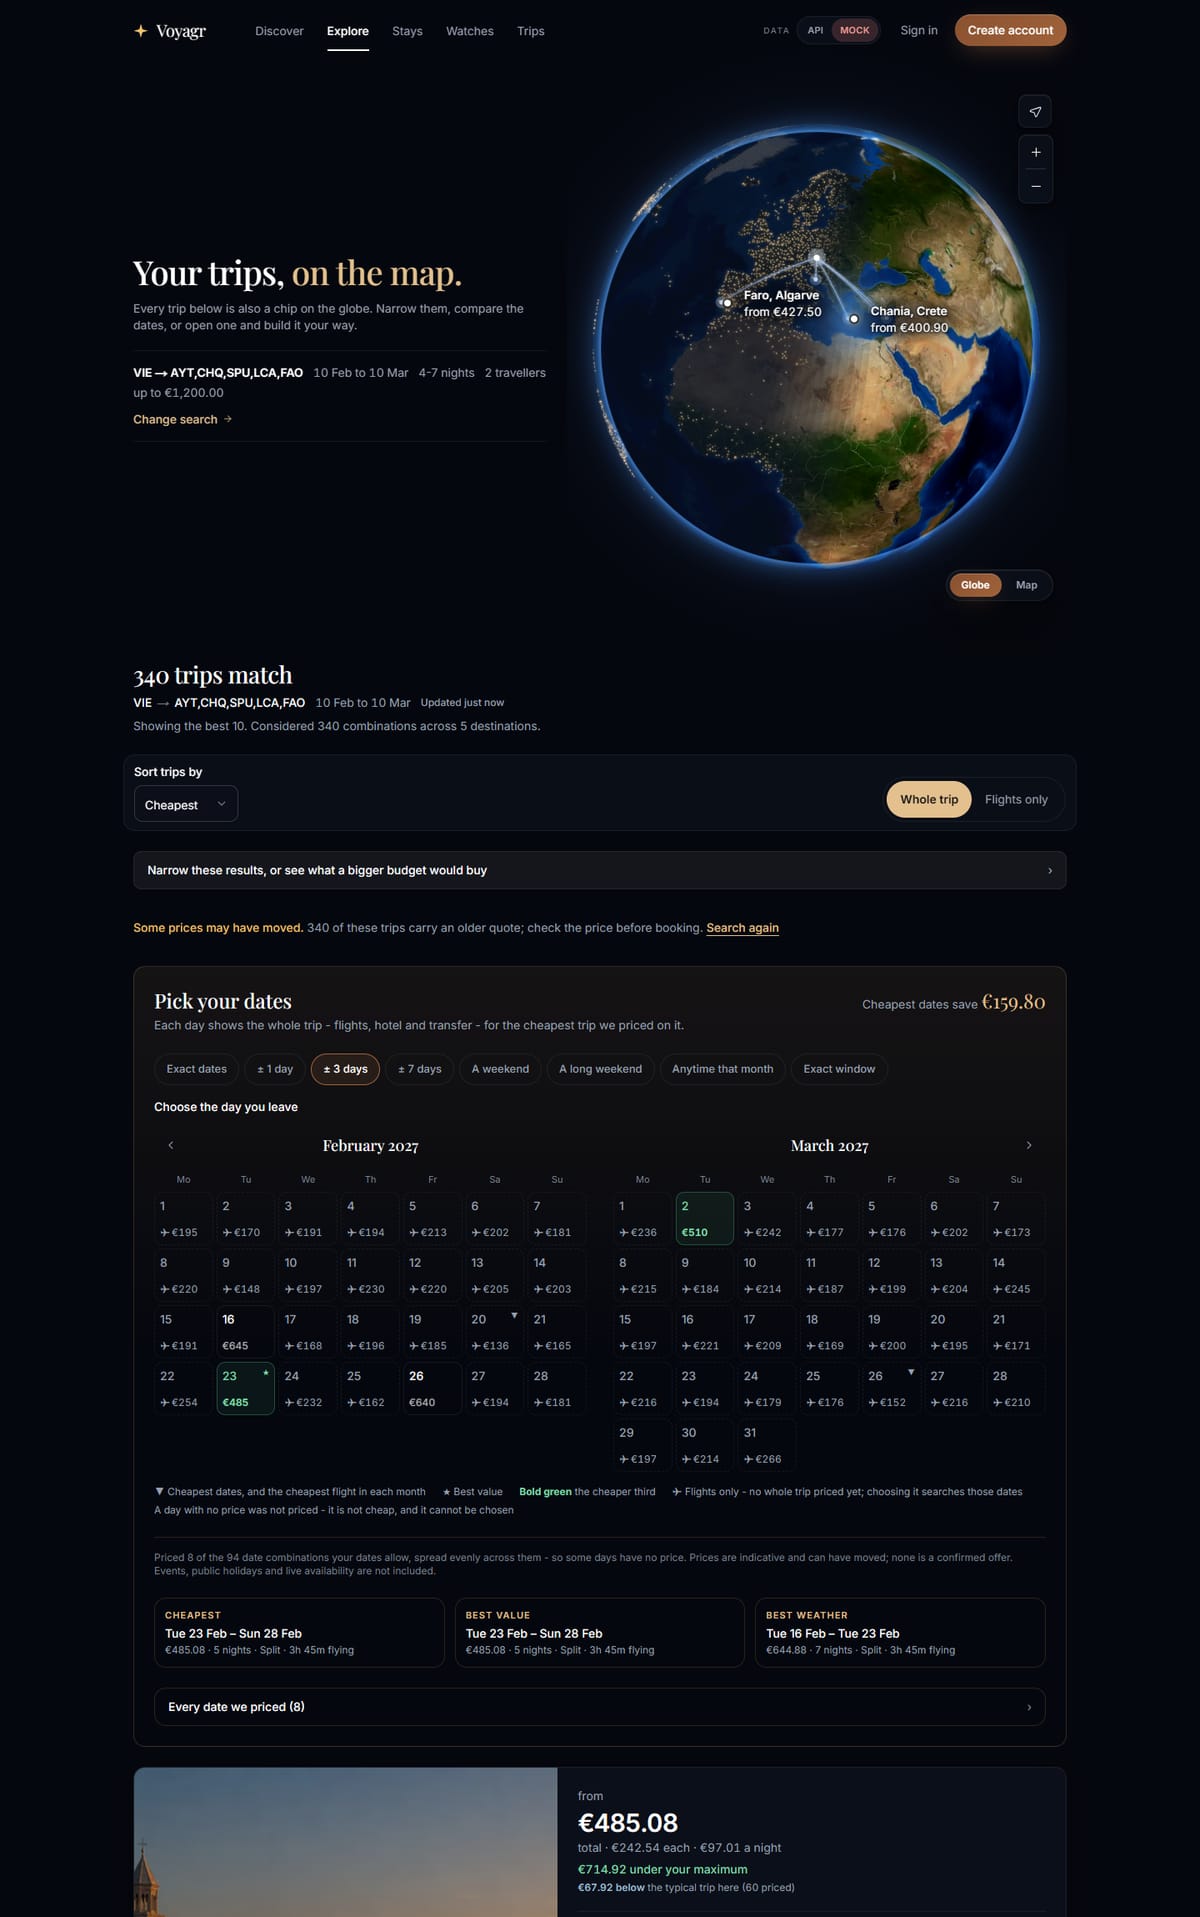 Voyagr
Discover
Explore
Stays
Watches
Trips
DATA
API
MOCK
Sign in
Create account
+
−
Your trips, on the map.
Every trip below is also a chip on the globe. Narrow them, compare the
dates, or open one and build it your way.
VIE → AYT,CHQ,SPU,LCA,FAO 10 Feb to 10 Mar 4-7 nights 2 travellers
up to €1,200.00
Change search →
Faro, Algarve
from €427.50
Chania, Crete
from €400.90
Globe
Map
340 trips match
VIE → AYT,CHQ,SPU,LCA,FAO 10 Feb to 10 Mar Updated just now
Showing the best 10. Considered 340 combinations across 5 destinations.
Sort trips by
Cheapest
Whole trip
Flights only
Narrow these results, or see what a bigger budget would buy ›
Some prices may have moved. 340 of these trips carry an older quote; check the price before booking. Search again
Pick your dates
Cheapest dates save €159.80
Each day shows the whole trip - flights, hotel and transfer - for the cheapest trip we priced on it.
Exact dates
± 1 day
± 3 days
± 7 days
A weekend
A long weekend
Anytime that month
Exact window
Choose the day you leave
‹ February 2027
Mo Tu We Th Fr Sa Su
1 2 3 4 5 6 7
✈ €195 ✈ €170 ✈ €191 ✈ €194 ✈ €213 ✈ €202 ✈ €181
8 9 10 11 12 13 14
✈ €220 ✈ €148 ✈ €197 ✈ €230 ✈ €220 ✈ €205 ✈ €203
15 16 17 18 19 20 ▼ 21
✈ €191 €645 ✈ €168 ✈ €196 ✈ €185 ✈ €136 ✈ €165
22 23 ★ 24 25 26 27 28
✈ €254 €485 ✈ €232 ✈ €162 €640 ✈ €194 ✈ €181
March 2027 ›
Mo Tu We Th Fr Sa Su
1 2 3 4 5 6 7
✈ €236 €510 ✈ €242 ✈ €177 ✈ €176 ✈ €202 ✈ €173
8 9 10 11 12 13 14
✈ €215 ✈ €184 ✈ €214 ✈ €187 ✈ €199 ✈ €204 ✈ €245
15 16 17 18 19 20 21
✈ €197 ✈ €221 ✈ €209 ✈ €169 ✈ €200 ✈ €195 ✈ €171
22 23 24 25 26 ▼ 27 28
✈ €216 ✈ €194 ✈ €179 ✈ €176 ✈ €152 ✈ €216 ✈ €210
29 30 31
✈ €197 ✈ €214 ✈ €266
▼ Cheapest dates, and the cheapest flight in each month ★ Best value Bold green the cheaper third ✈ Flights only - no whole trip priced yet; choosing it searches those dates
A day with no price was not priced - it is not cheap, and it cannot be chosen
Priced 8 of the 94 date combinations your dates allow, spread evenly across them - so some days have no price. Prices are indicative and can have moved; none is a confirmed offer.
Events, public holidays and live availability are not included.
CHEAPEST
Tue 23 Feb – Sun 28 Feb
€485.08 · 5 nights · Split · 3h 45m flying
BEST VALUE
Tue 23 Feb – Sun 28 Feb
€485.08 · 5 nights · Split · 3h 45m flying
BEST WEATHER
Tue 16 Feb – Tue 23 Feb
€644.88 · 7 nights · Split · 3h 45m flying
Every date we priced (8) ›
from
€485.08
total · €242.54 each · €97.01 a night
€714.92 under your maximum
€67.92 below the typical trip here (60 priced)